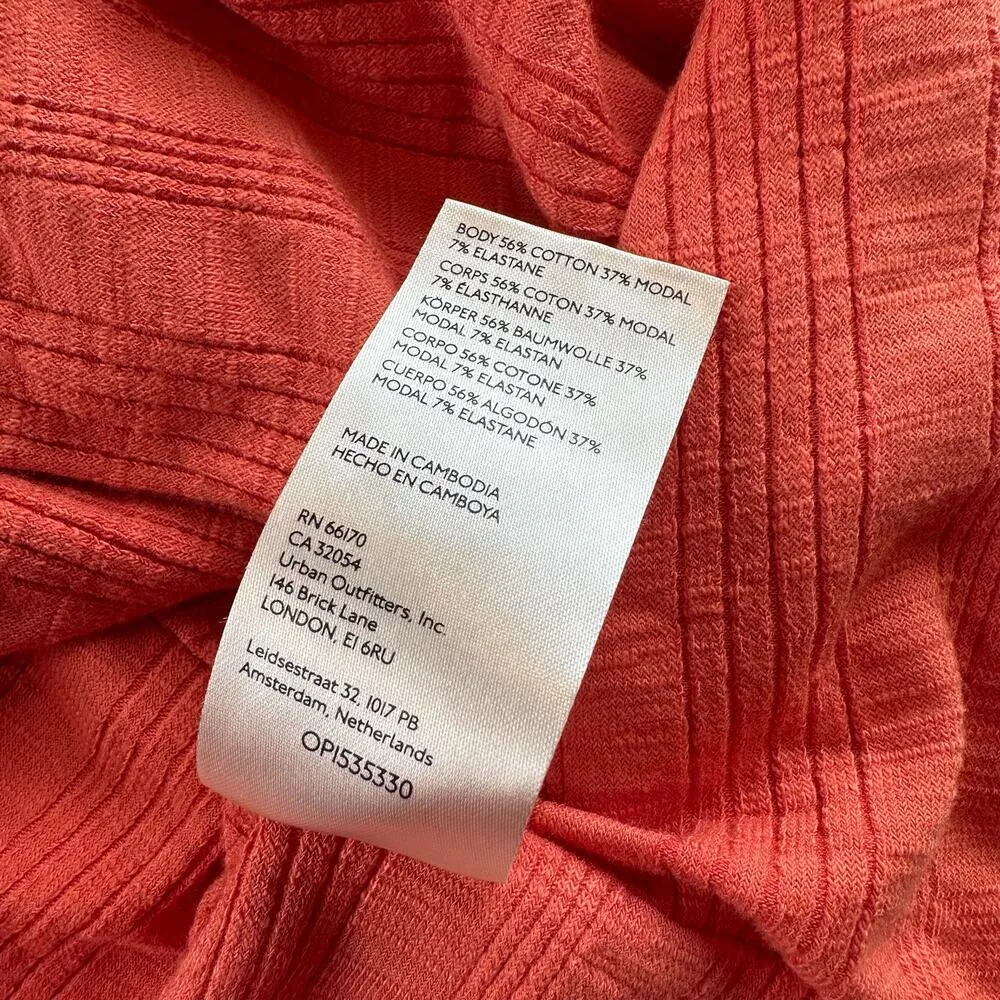 BODY 56% COTTON 37% MODAL
7% ELASTANE
CORPS 56% COTON 37% MODAL
7% ÉLASTHANNE
KÖRPER 56% BAUMWOLLE 37%
MODAL 7% ELASTAN
CORPO 56% COTONE 37%
MODAL 7% ELASTAN
CUERPO 56% ALGODÓN 37%
MODAL 7% ELASTANE
MADE IN CAMBODIA
HECHO EN CAMBOYA
RN 66170
CA 32054
Urban Outfitters, Inc.
146 Brick Lane
LONDON, E1 6RU
Leidsestraat 32, 1017 PB
Amsterdam, Netherlands
OP1535330